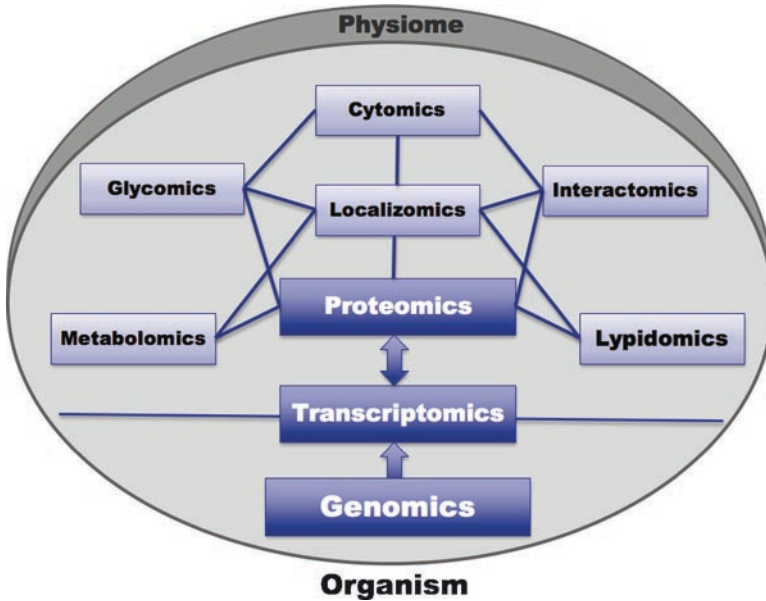 Physiome
Cytomics
Glycomics
Interactomics
Localizomics
Proteomics
Metabolomics
Lypidomics
Transcriptomics
Genomics
Organism